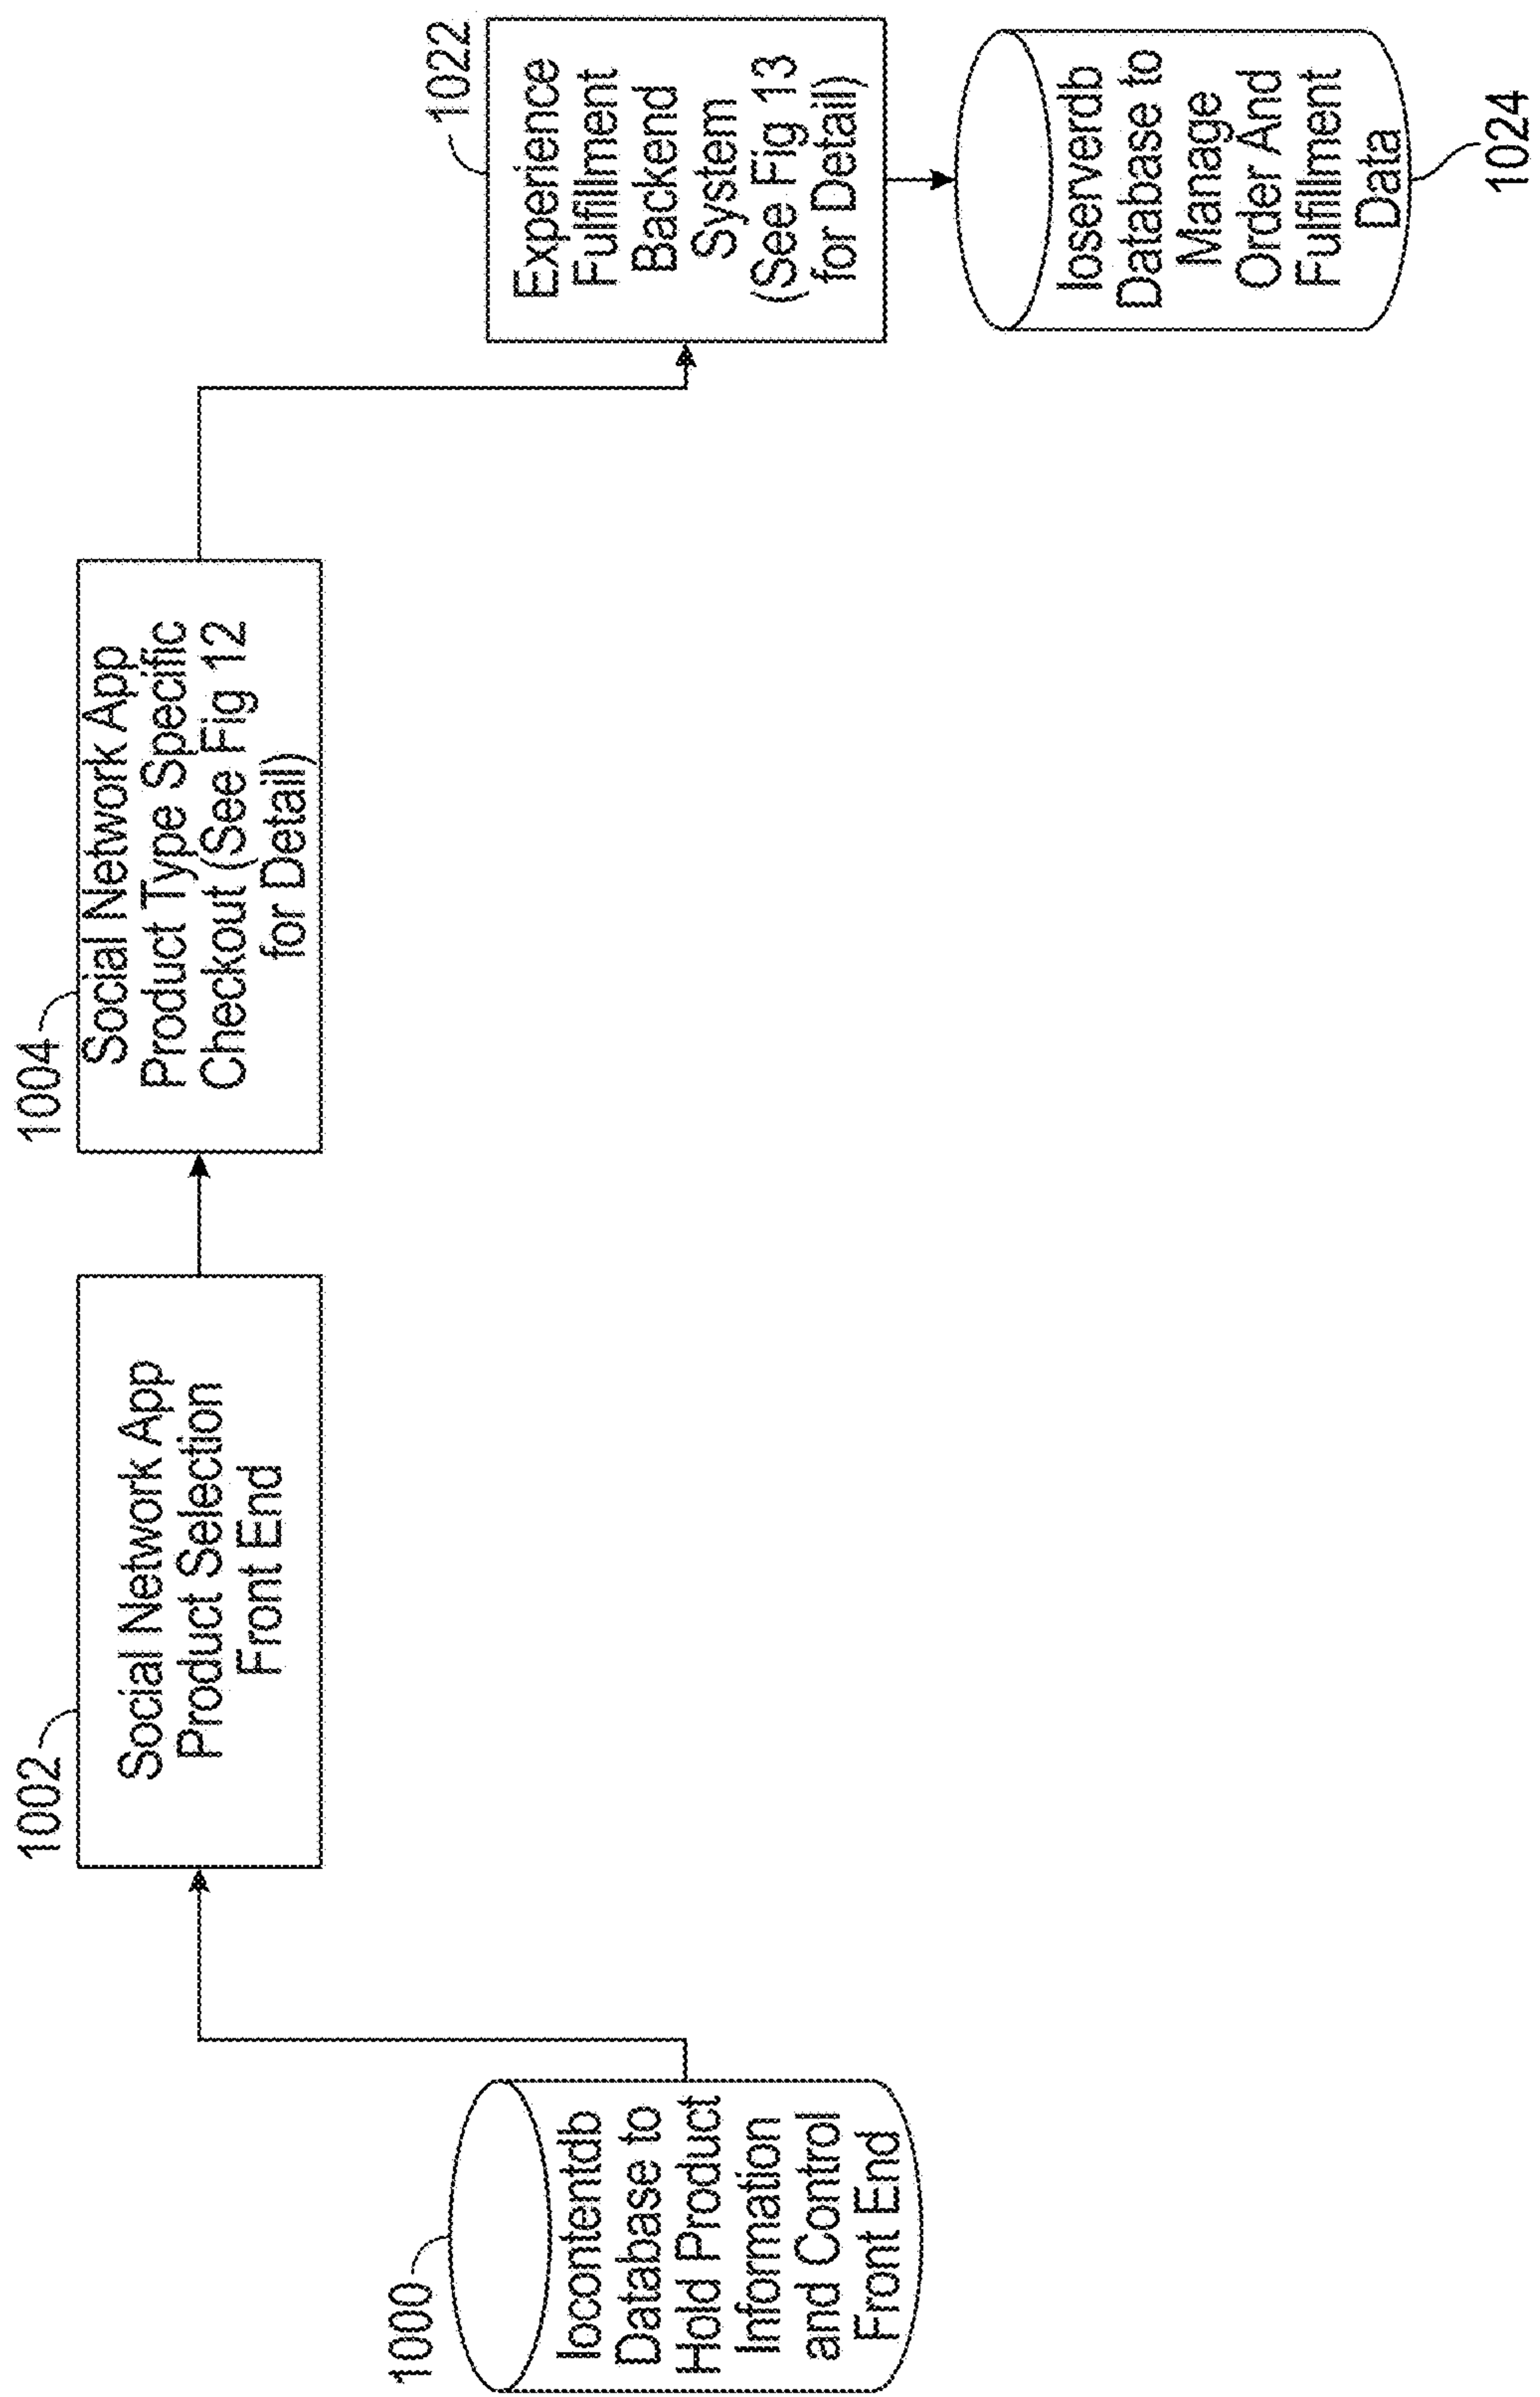 1000
Iocontentdb
Database to
Hold Product
Information
and Control
Front End
1002
Social Network App
Product Selection
Front End
1004
Social Network App
Product Type Specific
Checkout (See Fig 12
for Detail)
1022
Experience
Fulfillment
Backend
System
(See Fig 13
for Detail)
Ioserverdb
Database to
Manage
Order And
Fulfillment
Data
1024